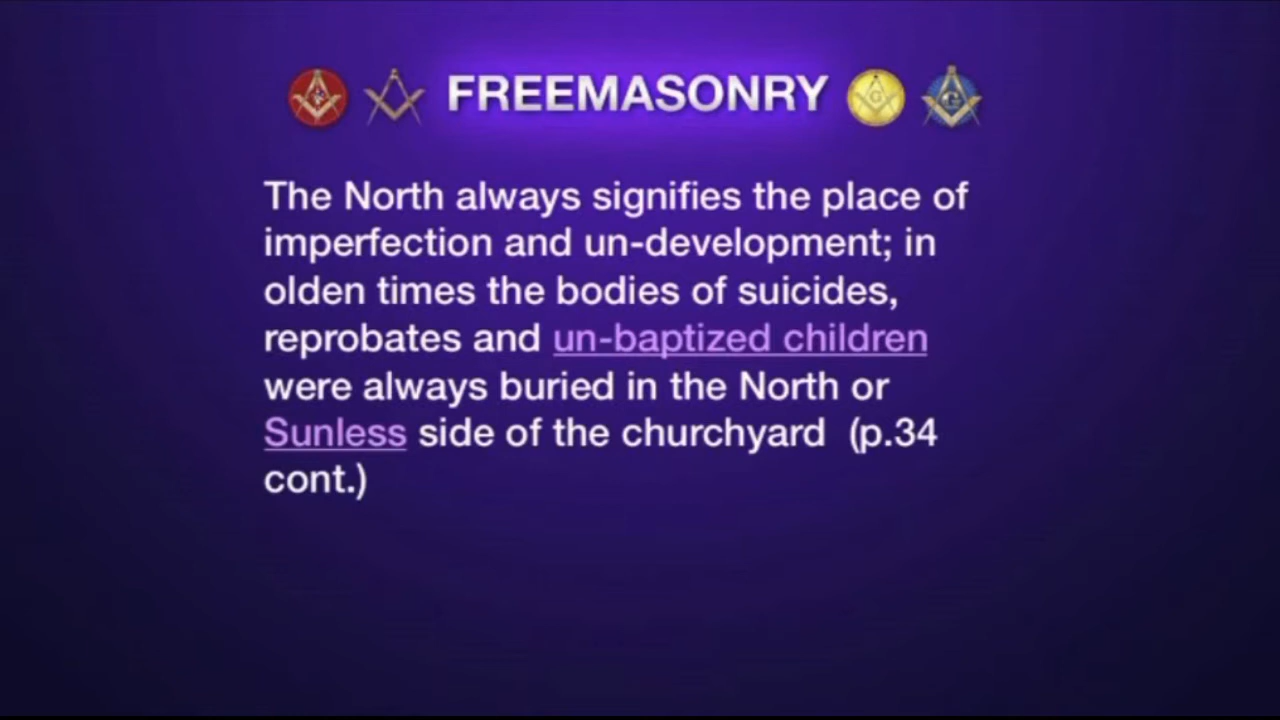 FREEMASONRY
The North always signifies the place of
imperfection and un-development; in
olden times the bodies of suicides,
reprobates and un-baptized children
were always buried in the North or
Sunless side of the churchyard (p.34
cont.)